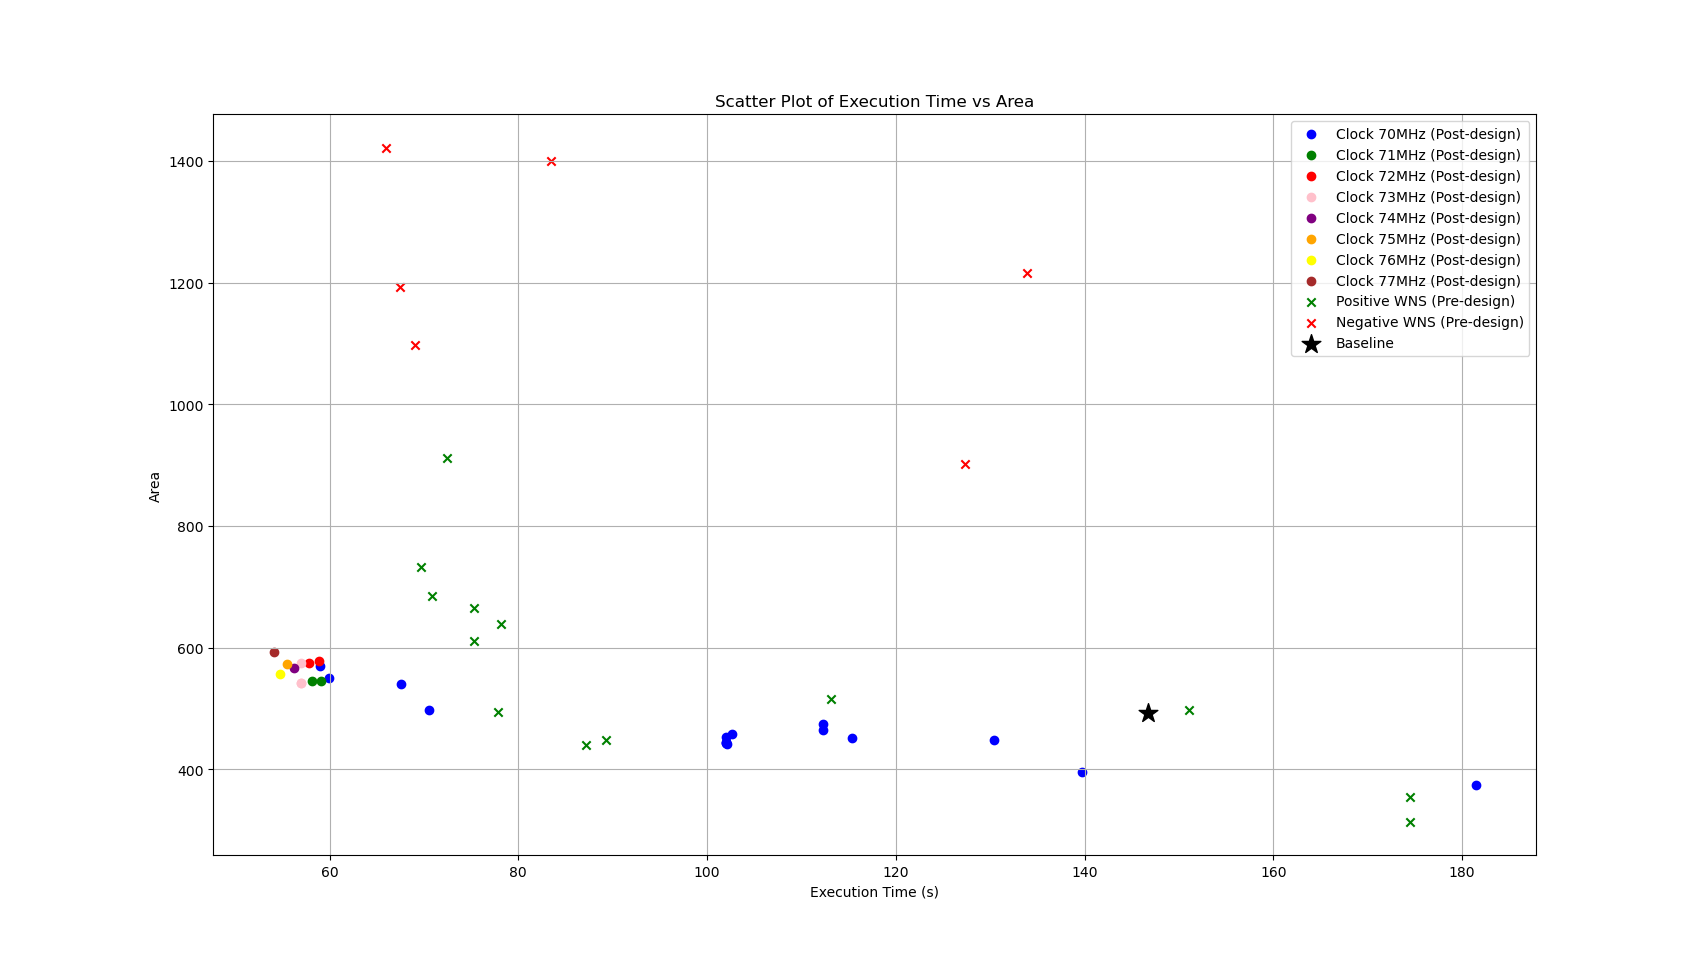 Scatter Plot of Execution Time vs Area
Clock 70MHz (Post-design)
Clock 71MHz (Post-design)
Clock 72MHz (Post-design)
Clock 73MHz (Post-design)
Clock 74MHz (Post-design)
Clock 75MHz (Post-design)
Clock 76MHz (Post-design)
Clock 77MHz (Post-design)
Positive WNS (Pre-design)
Negative WNS (Pre-design)
Baseline
1400
1200
1000
800
600
400
Area
60 80 100 120 140 160 180
Execution Time (s)